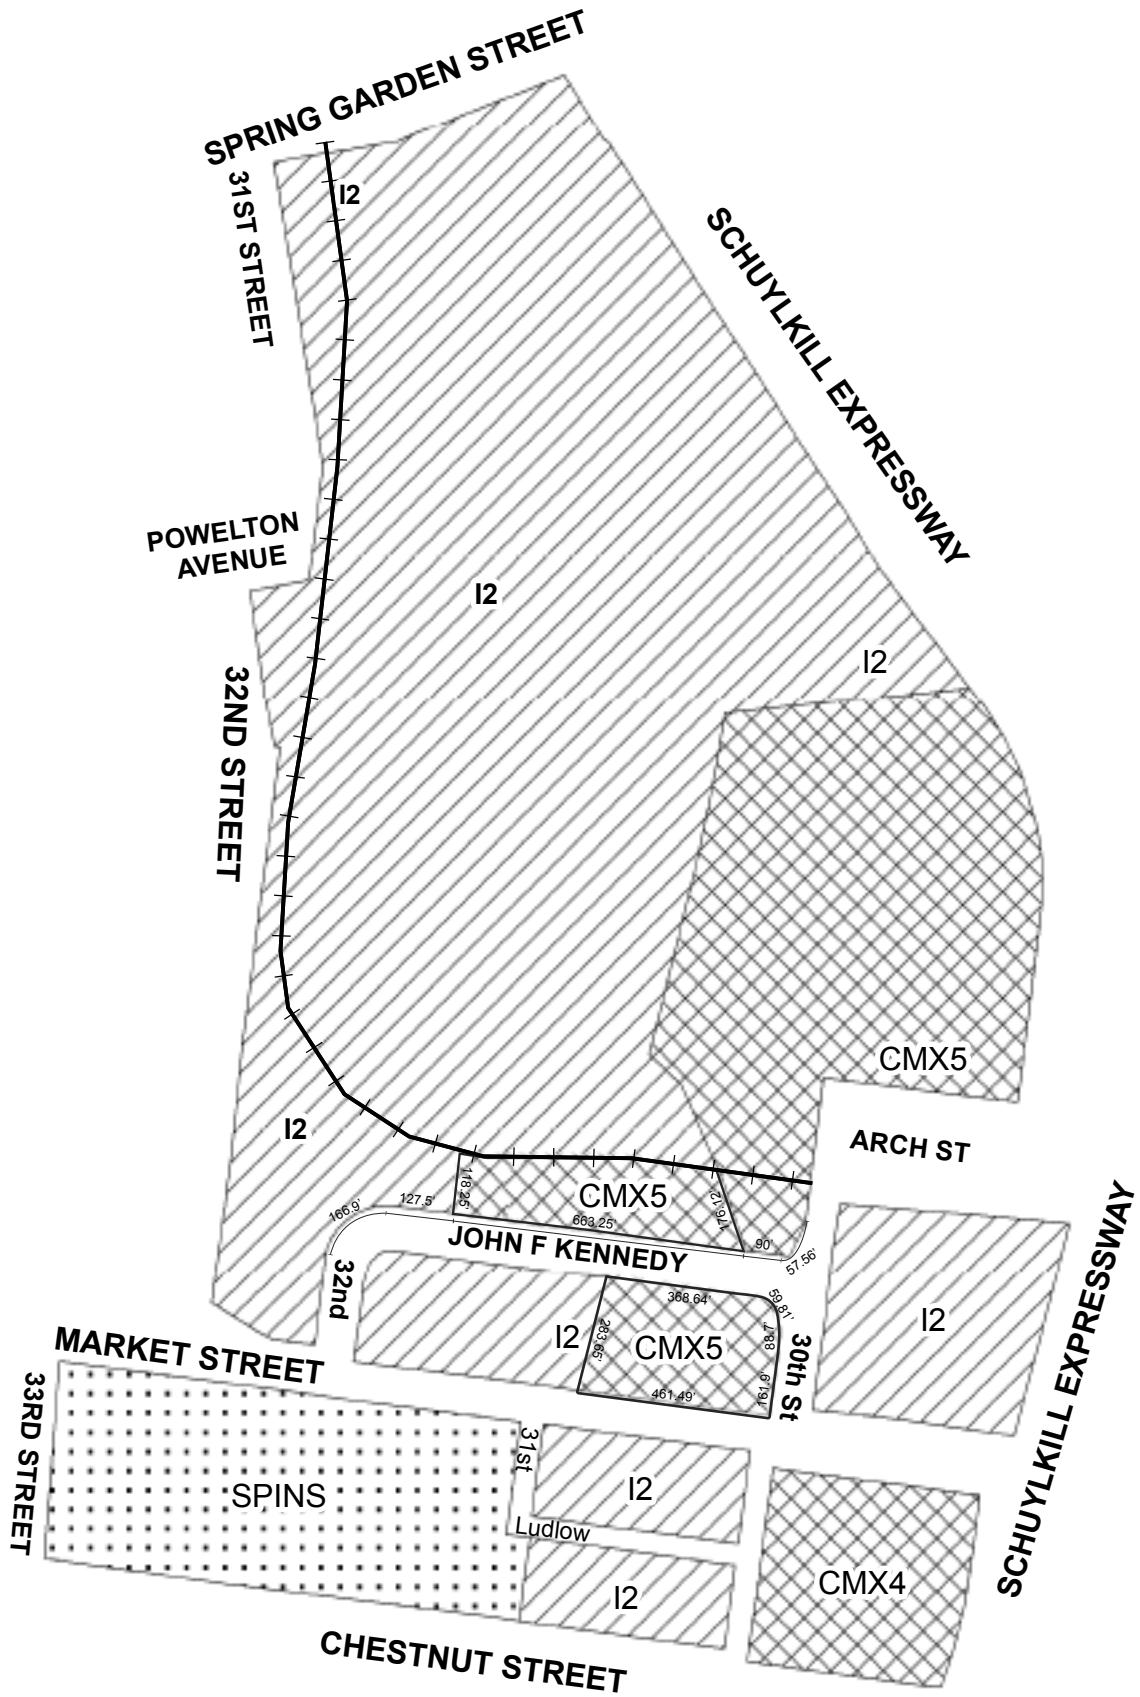 SPRING GARDEN STREET
I2
31ST STREET
SCHUYLKILL EXPRESSWAY
POWELTON
AVENUE
I2
I2
32ND STREET
CMX5
I2
ARCH ST
118.25'
CMX5
176.12'
127.5'
166.9'
663.25'
90'
57.56'
JOHN F KENNEDY
32nd
368.64'
59.81'
I2
283.65'
CMX5
78.8'
30th St
I2
461.49'
161.9'
SCHUYLKILL EXPRESSWAY
MARKET STREET
33RD STREET
31st
I2
SPINS
Ludlow
I2
CMX4
CHESTNUT STREET